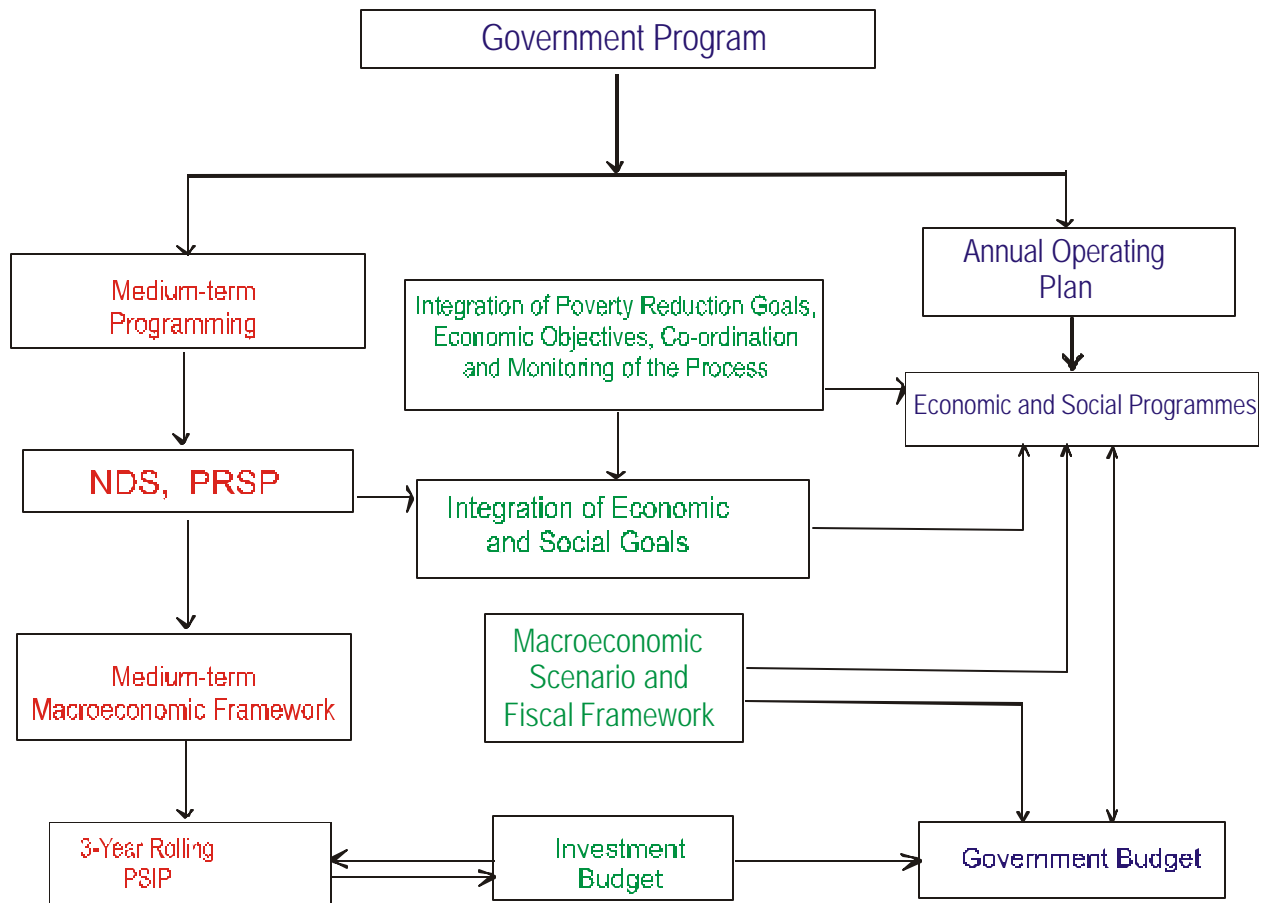 Government Program
Annual Operating
Plan
Medium-term
Programming
Integration of Poverty Reduction Goals,
Economic Objectives, Co-ordination
and Monitoring of the Process
Economic and Social Programmes
NDS, PRSP
Integration of Economic
and Social Goals
Macroeconomic
Scenario and
Fiscal Framework
Medium-term
Macroeconomic Framework
3-Year Rolling
PSIP
Investment
Budget
Government Budget